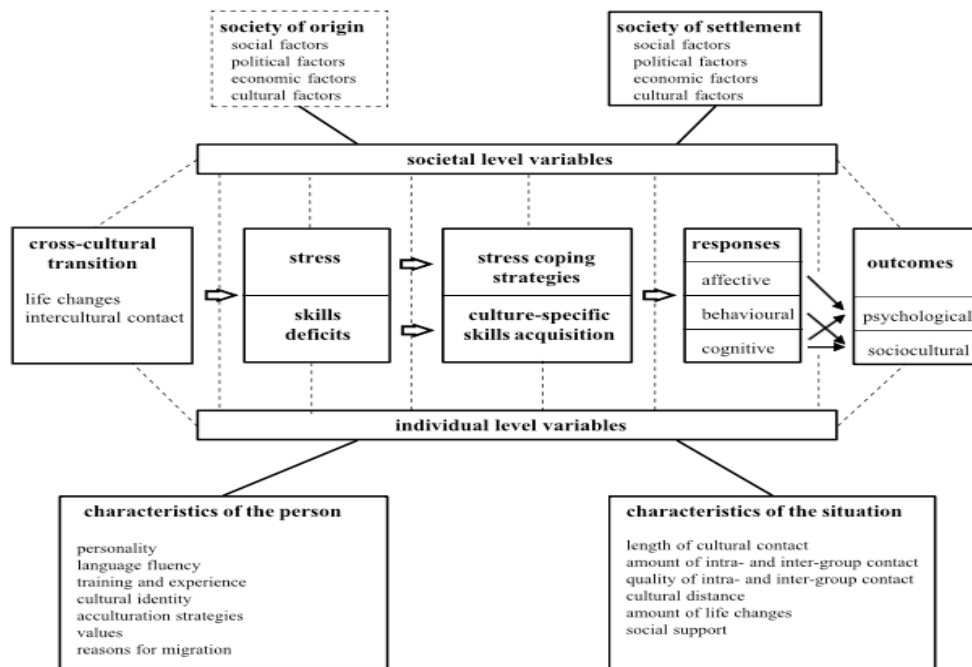 society of origin
social factors
political factors
economic factors
cultural factors
society of settlement
social factors
political factors
economic factors
cultural factors
societal level variables
cross-cultural
transition
life changes
intercultural contact
stress
skills
deficits
stress coping
strategies
culture-specific
skills acquisition
responses
affective
behavioural
cognitive
outcomes
psychological
sociocultural
individual level variables
characteristics of the person
personality
language fluency
training and experience
cultural identity
acculturation strategies
values
reasons for migration
characteristics of the situation
length of cultural contact
amount of intra- and inter-group contact
quality of intra- and inter-group contact
cultural distance
amount of life changes
social support